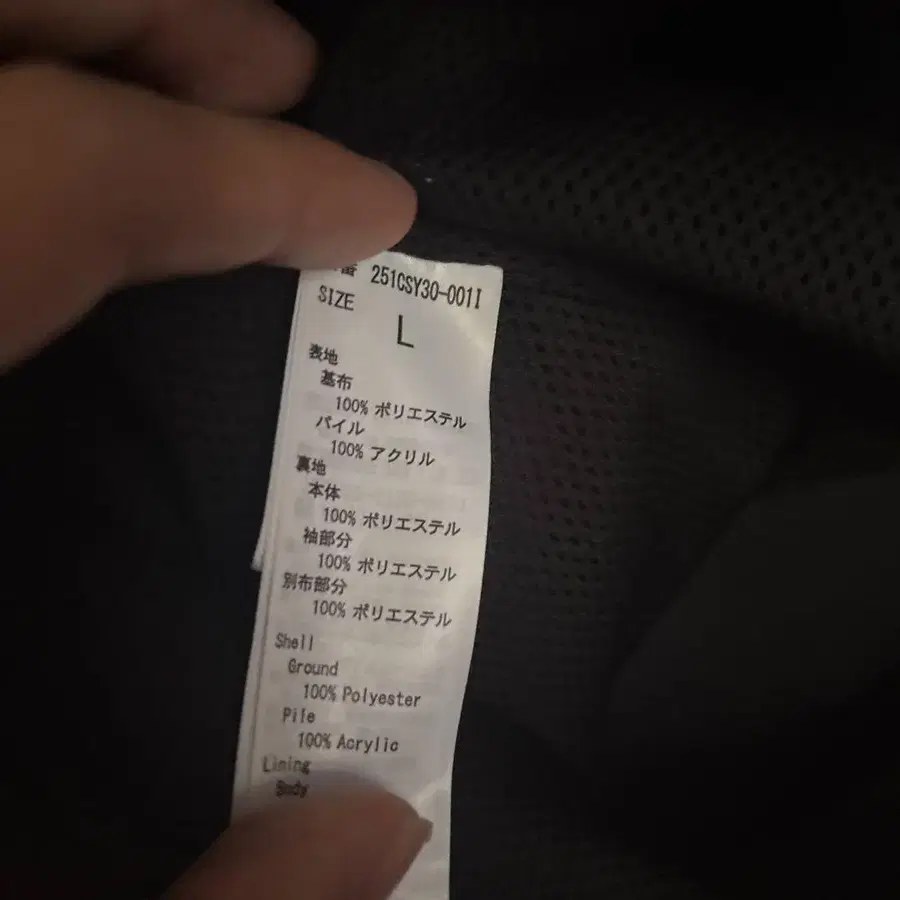 番 251CSY30-001I
SIZE
L
表地
基布
100% ポリエステル
パイル
100% アクリル
裏地
本体
100% ポリエステル
袖部分
100% ポリエステル
別布部分
100% ポリエステル
Shell
Ground
100% Polyester
Pile
100% Acrylic
Lining
Body